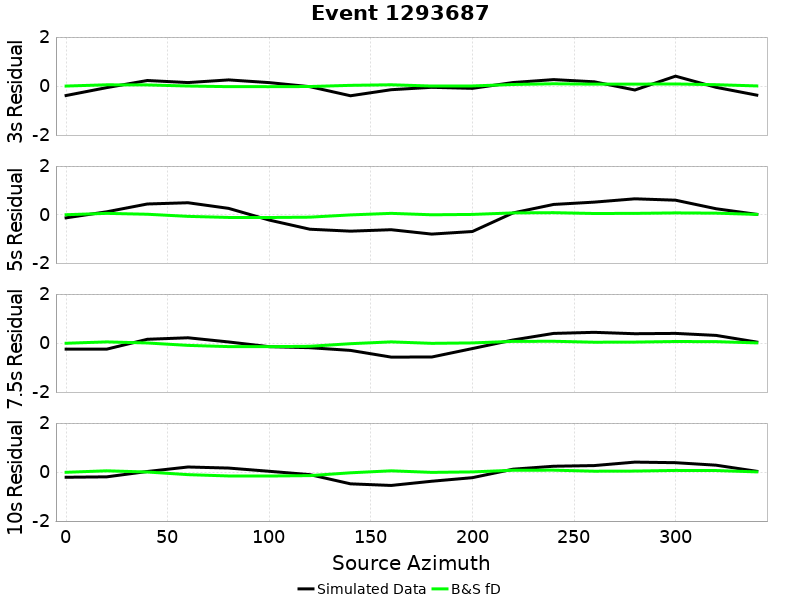 Event 1293687
3s Residual
2
0
-2
5s Residual
2
0
-2
7.5s Residual
2
0
-2
10s Residual
2
0
-2
0 50 100 150 200 250 300
Source Azimuth
Simulated Data B&S fD